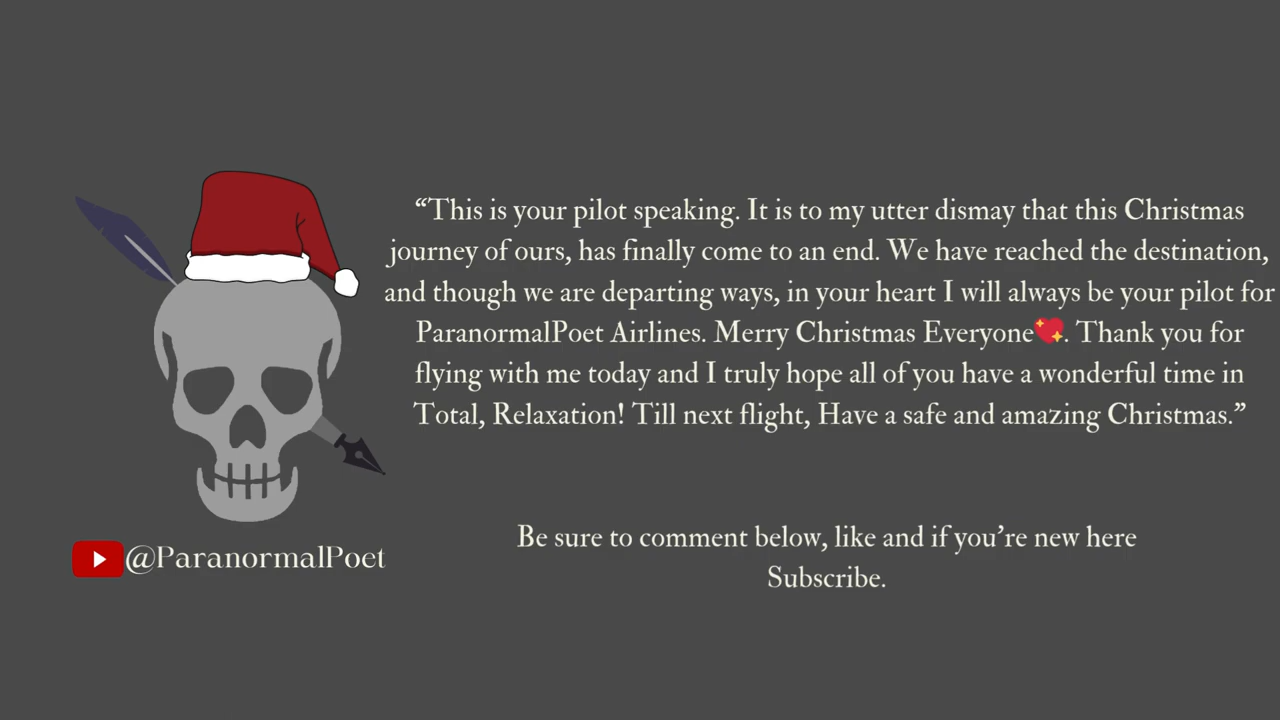 “This is your pilot speaking. It is to my utter dismay that this Christmas
journey of ours, has finally come to an end. We have reached the destination,
and though we are departing ways, in your heart I will always be your pilot for
ParanormalPoet Airlines. Merry Christmas Everyone💖. Thank you for
flying with me today and I truly hope all of you have a wonderful time in
Total, Relaxation! Till next flight, Have a safe and amazing Christmas.”
@ParanormalPoet
Be sure to comment below, like and if you’re new here
Subscribe.